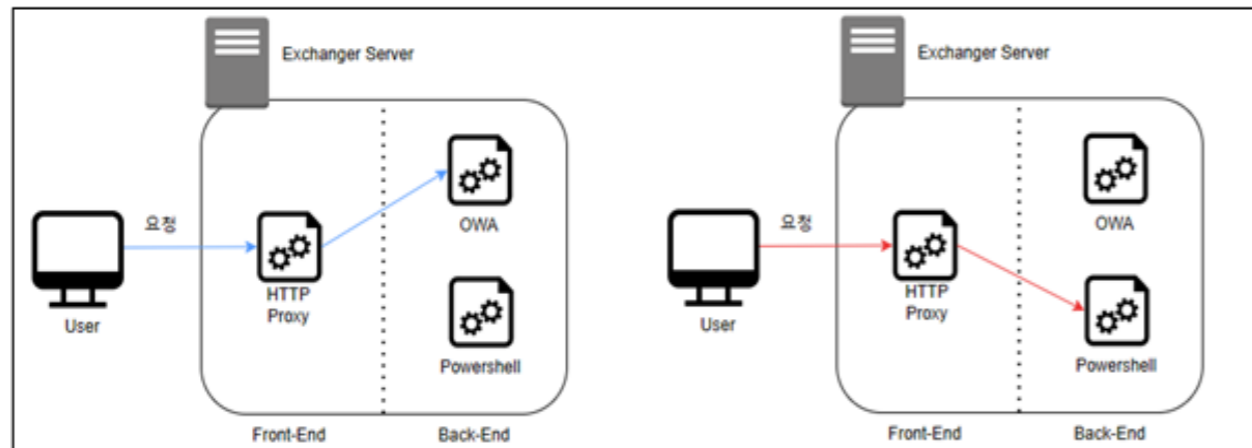 Exchanger Server
요청
OWA
HTTP
Proxy
User
Powershell
Front-End
Back-End
Exchanger Server
요청
OWA
HTTP
Proxy
User
Powershell
Front-End
Back-End